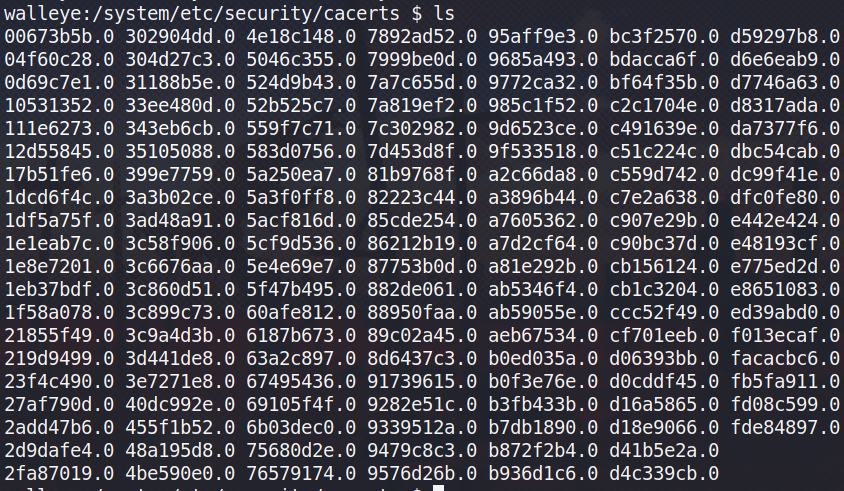 walleye:/system/etc/security/cacerts $ ls
00673b5b.0 302904dd.0 4e18c148.0 7892ad52.0 95aff9e3.0 bc3f2570.0 d59297b8.0
04f60c28.0 304d27c3.0 5046c355.0 7999be0d.0 9685a493.0 bdacca6f.0 d6e6eab9.0
0d69c7e1.0 31188b5e.0 524d9b43.0 7a7c655d.0 9772ca32.0 bf64f35b.0 d7746a63.0
10531352.0 33ee480d.0 52b525c7.0 7a819ef2.0 985c1f52.0 c2c1704e.0 d8317ada.0
111e6273.0 343eb6cb.0 559f7c71.0 7c302982.0 9d6523ce.0 c491639e.0 da7377f6.0
12d55845.0 35105088.0 583d0756.0 7d453d8f.0 9f533518.0 c51c224c.0 dbc54cab.0
17b51fe6.0 399e7759.0 5a250ea7.0 81b9768f.0 a2c66da8.0 c559d742.0 dc99f41e.0
1dcd6f4c.0 3a3b02ce.0 5a3f0ff8.0 82223c44.0 a3896b44.0 c7e2a638.0 dfc0fe80.0
1df5a75f.0 3ad48a91.0 5acf816d.0 85cde254.0 a7605362.0 c907e29b.0 e442e424.0
1e1eab7c.0 3c58f906.0 5cf9d536.0 86212b19.0 a7d2cf64.0 c90bc37d.0 e48193cf.0
1e8e7201.0 3c6676aa.0 5e4e69e7.0 87753b0d.0 a81e292b.0 cb156124.0 e775ed2d.0
1eb37bdf.0 3c860d51.0 5f47b495.0 882de061.0 ab5346f4.0 cb1c3204.0 e8651083.0
1f58a078.0 3c899c73.0 60afe812.0 88950faa.0 ab59055e.0 ccc52f49.0 ed39abd0.0
21855f49.0 3c9a4d3b.0 6187b673.0 89c02a45.0 aeb67534.0 cf701eeb.0 f013ecaf.0
219d9499.0 3d441de8.0 63a2c897.0 8d6437c3.0 b0ed035a.0 d06393bb.0 facacbc6.0
23f4c490.0 3e7271e8.0 67495436.0 91739615.0 b0f3e76e.0 d0cddf45.0 fb5fa911.0
27af790d.0 40dc992e.0 69105f4f.0 9282e51c.0 b3fb433b.0 d16a5865.0 fd08c599.0
2add47b6.0 455f1b52.0 6b03dec0.0 9339512a.0 b7db1890.0 d18e9066.0 fde84897.0
2d9dafe4.0 48a195d8.0 75680d2e.0 9479c8c3.0 b872f2b4.0 d41b5e2a.0
2fa87019.0 4be590e0.0 76579174.0 9576d26b.0 b936d1c6.0 d4c339cb.0